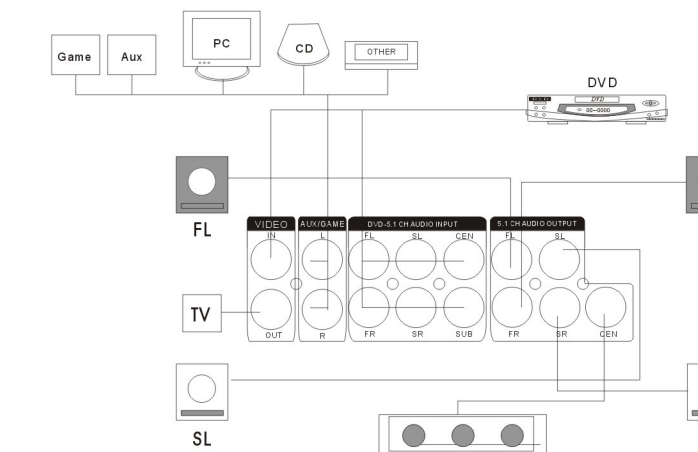 PC
CD
OTHER
Game
Aux
DVD
DVD
00-0000
FL
VIDEO
AUX/GAME
DVD-5.1 CH AUDIO INPUT
5.1 CH AUDIO OUTPUT
IN
L
FL
SL
CEN
FL
SL
TV
OUT
R
FR
SR
SUB
FR
SR
CEN
SL